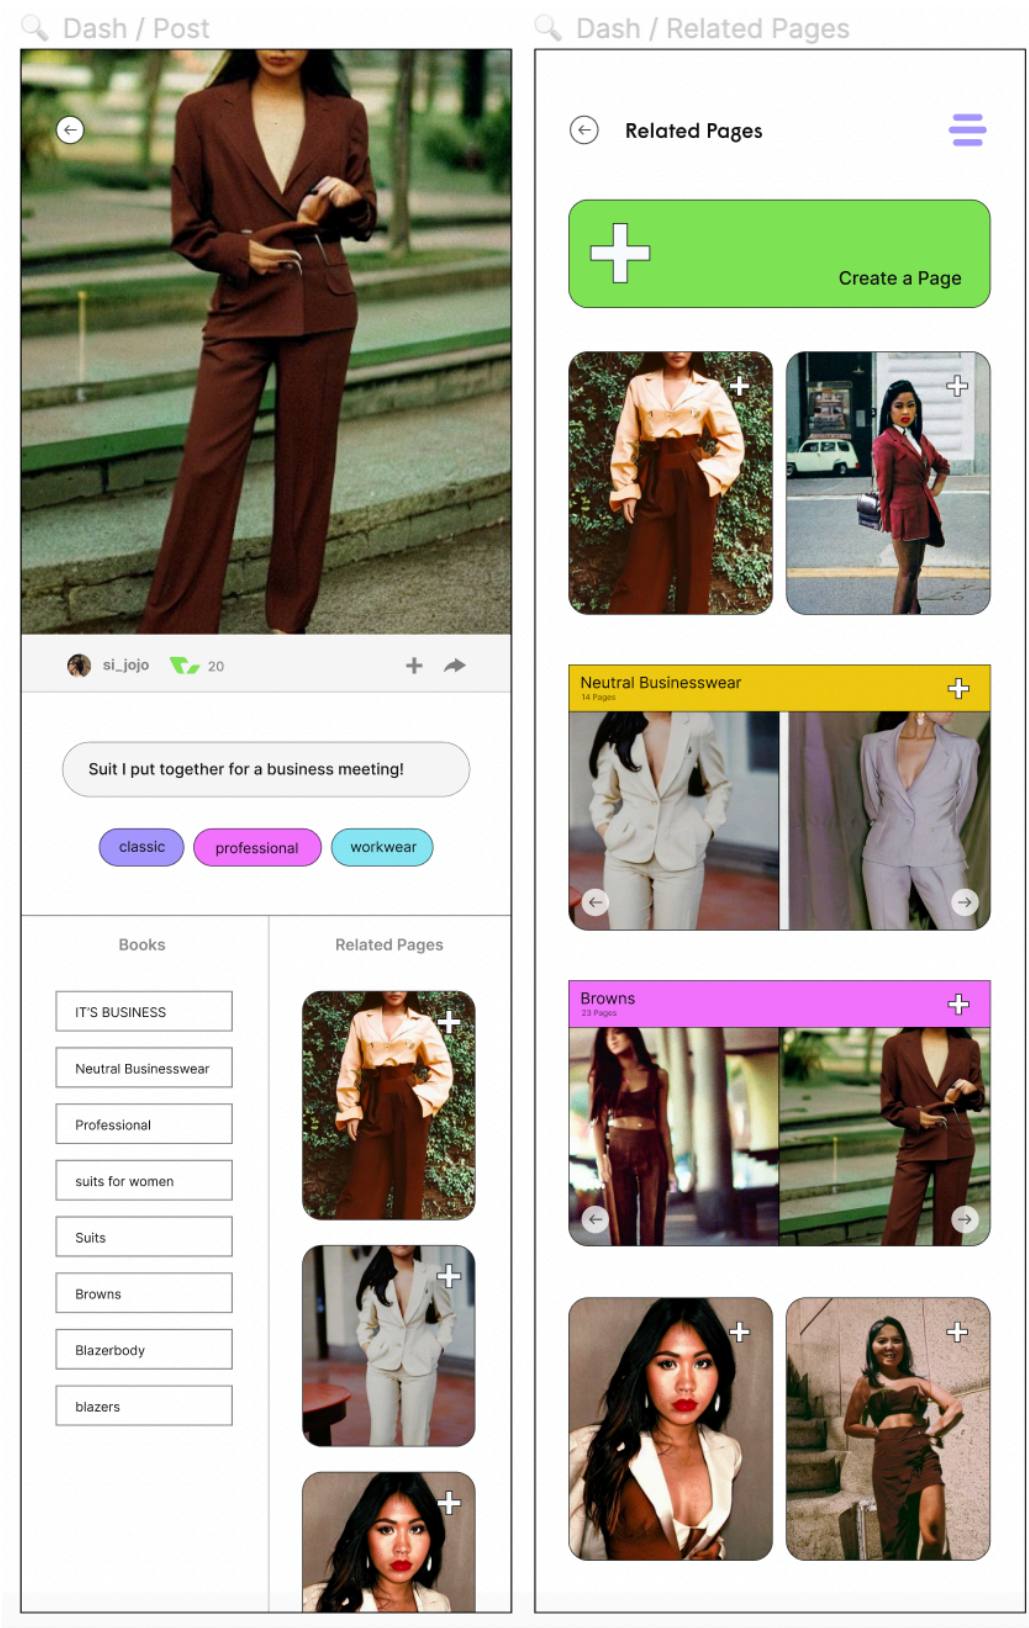 Dash / Post
si_jojo
20
Suit I put together for a business meeting!
classic
professional
workwear
Books
IT'S BUSINESS
Neutral Businesswear
Professional
suits for women
Suits
Browns
Blazerbody
blazers
Related Pages
Dash / Related Pages
Related Pages
Create a Page
Neutral Businesswear
14 Pages
Browns
23 Pages